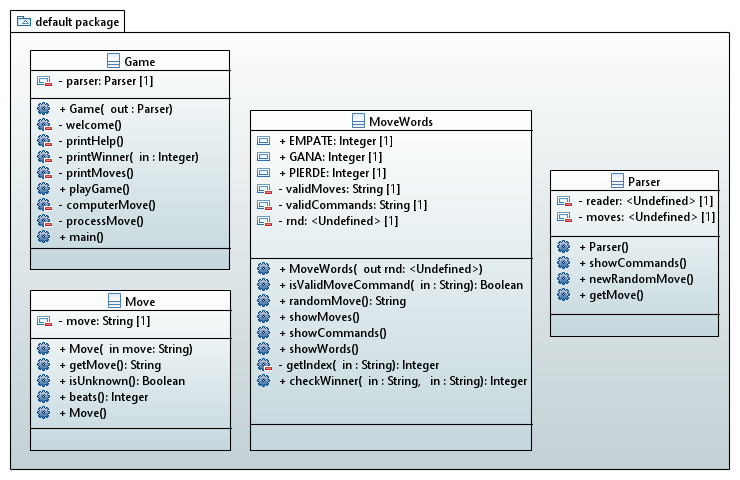 default package
Game
- parser: Parser [1]
+ Game( out : Parser)
- welcome()
- printHelp()
- printWinner( in : Integer)
- printMoves()
+ playGame()
- computerMove()
- processMove()
+ main()
Move
- move: String [1]
+ Move( in move: String)
+ getMove(): String
+ isUnknown(): Boolean
+ beats(): Integer
+ Move()
MoveWords
+ EMPATE: Integer [1]
+ GANA: Integer [1]
+ PIERDE: Integer [1]
- validMoves: String [1]
- validCommands: String [1]
- rnd: <Undefined> [1]
+ MoveWords( out rnd: <Undefined>)
+ isValidMoveCommand( in : String): Boolean
+ randomMove(): String
+ showMoves()
+ showCommands()
+ showWords()
- getIndex( in : String): Integer
+ checkWinner( in : String, in : String): Integer
Parser
- reader: <Undefined> [1]
- moves: <Undefined> [1]
+ Parser()
+ showCommands()
+ newRandomMove()
+ getMove()